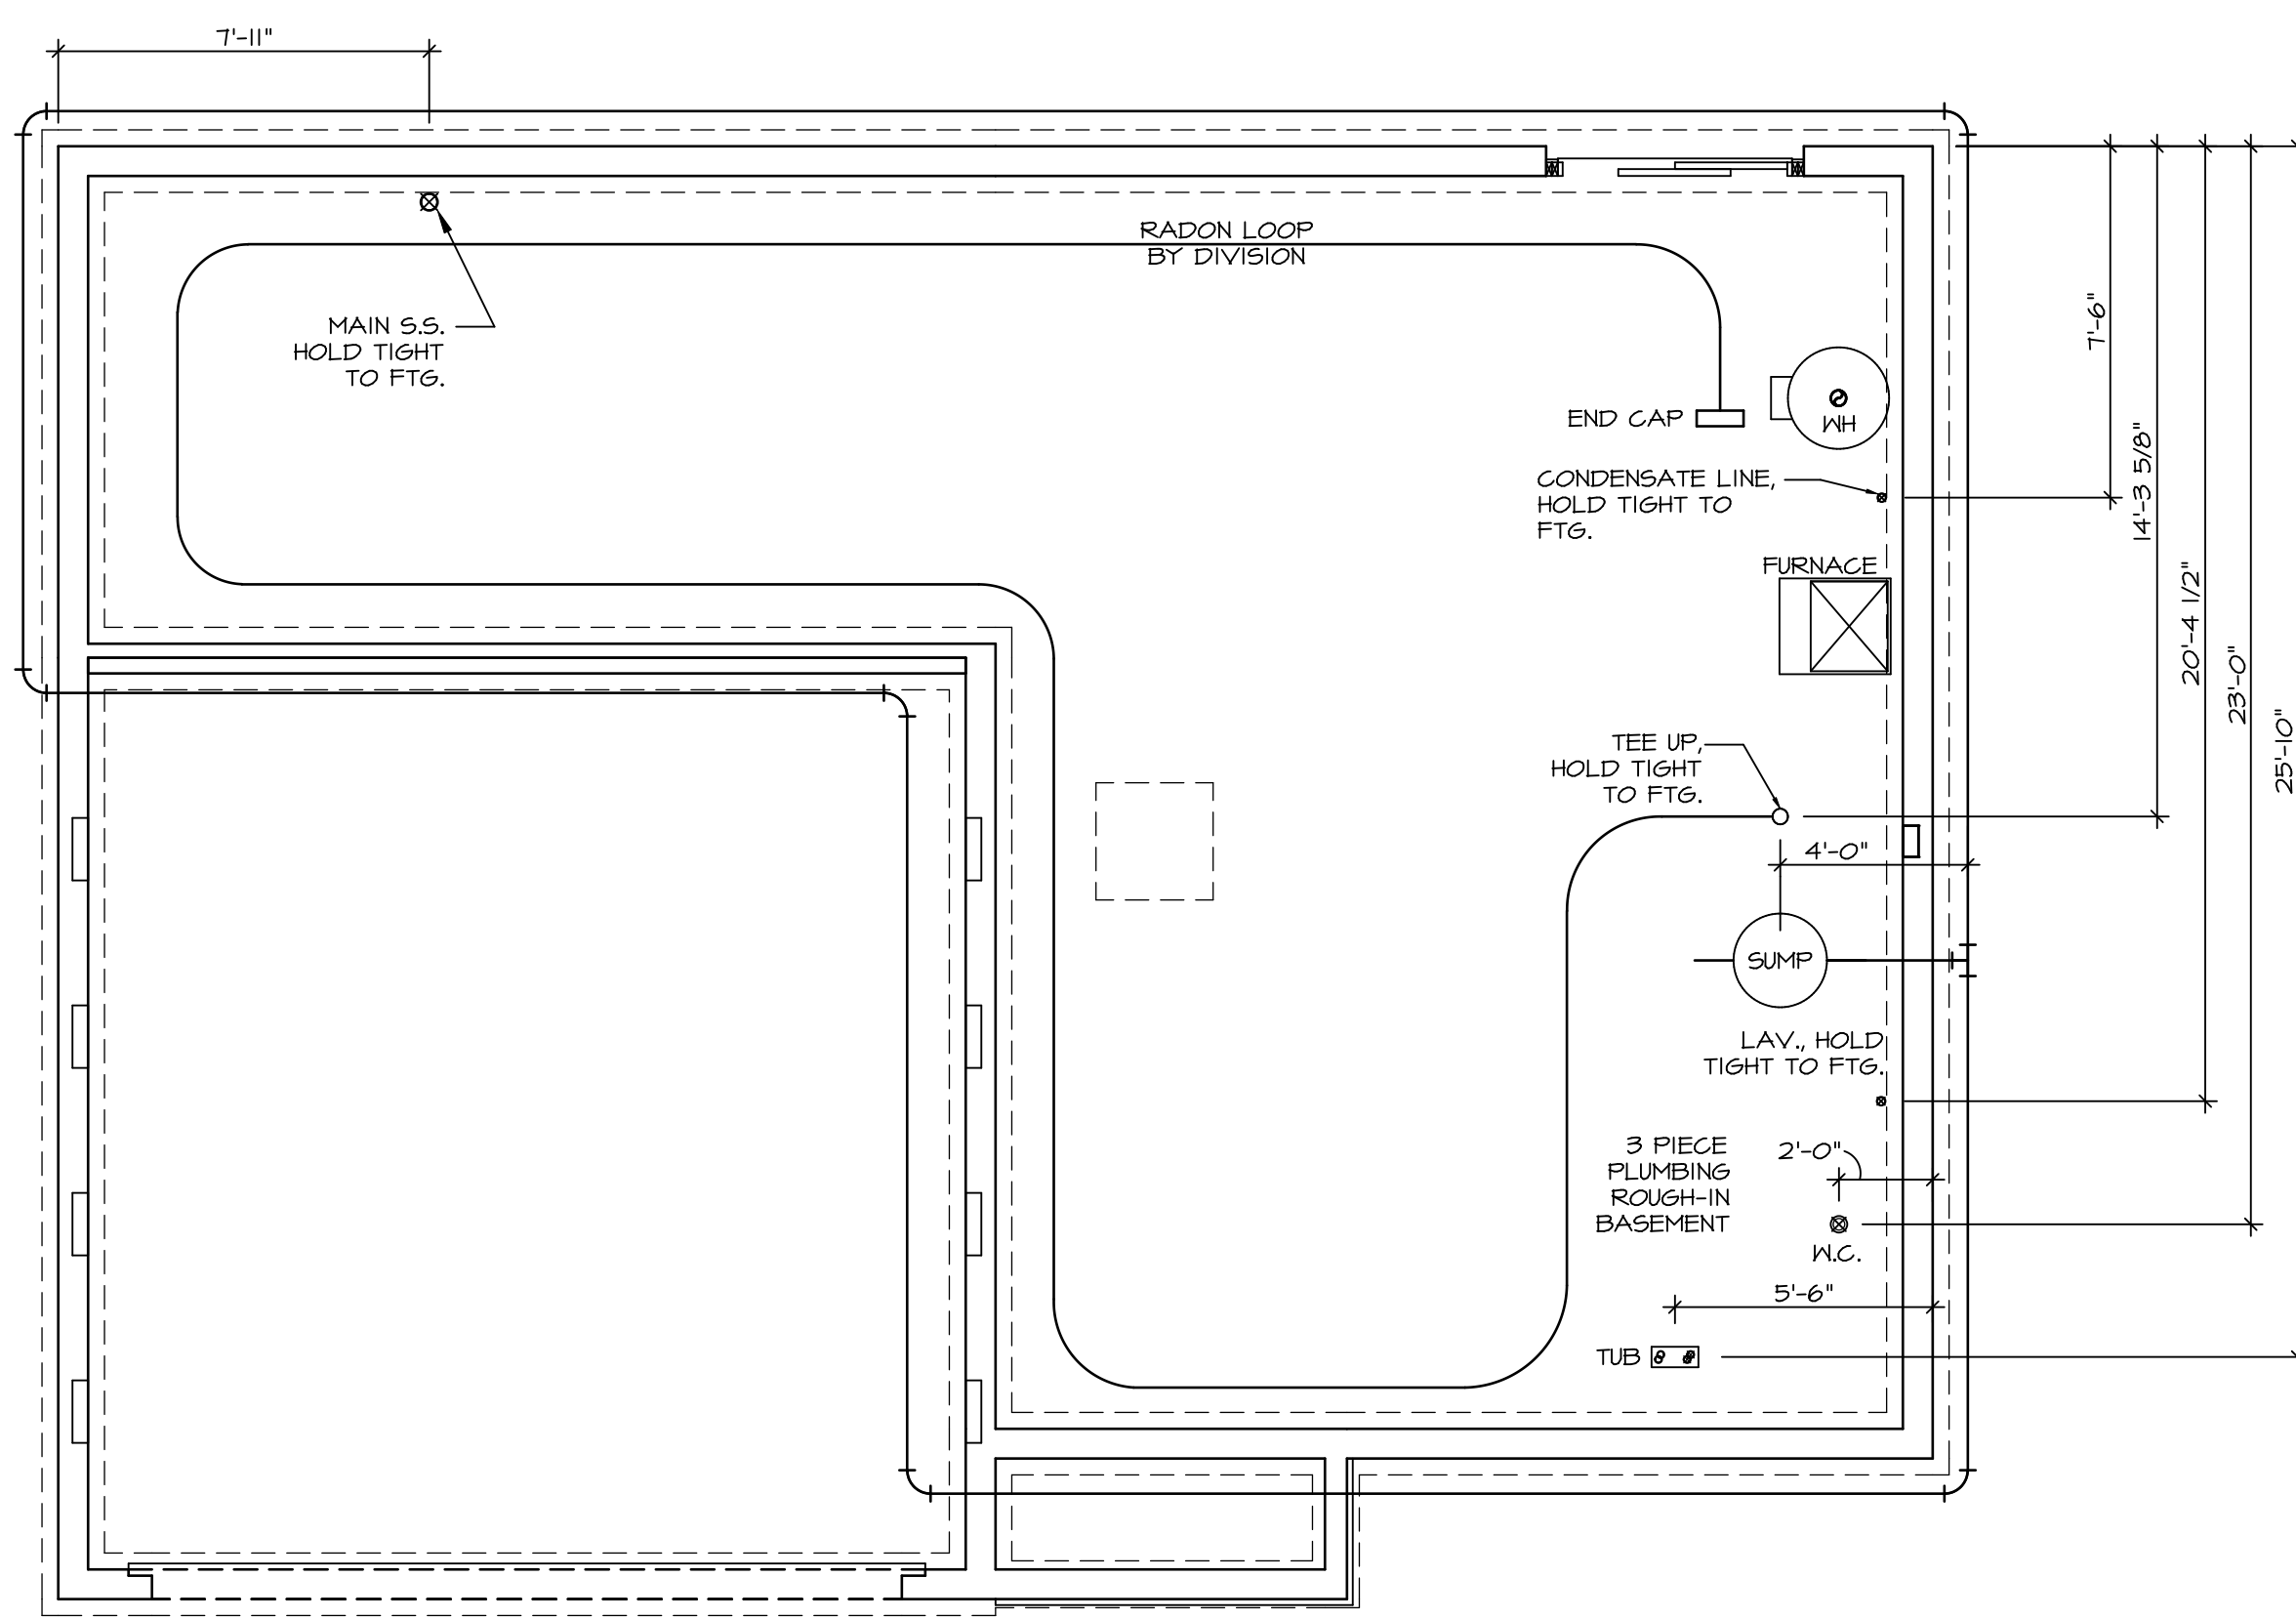 7'-11"
RADON LOOP
BY DIVISION
MAIN S.S.
HOLD TIGHT
TO FTG.
7'-6"
END CAP
WH
CONDENSATE LINE,
HOLD TIGHT TO
FTG.
14'-3 5/8"
FURNACE
20'-4 1/2"
23'-0"
25'-10"
TEE UP,
HOLD TIGHT
TO FTG.
4'-0"
SUMP
LAV., HOLD
TIGHT TO FTG.
3 PIECE
PLUMBING
ROUGH-IN
BASEMENT
2'-0"
W.C.
5'-6"
TUB